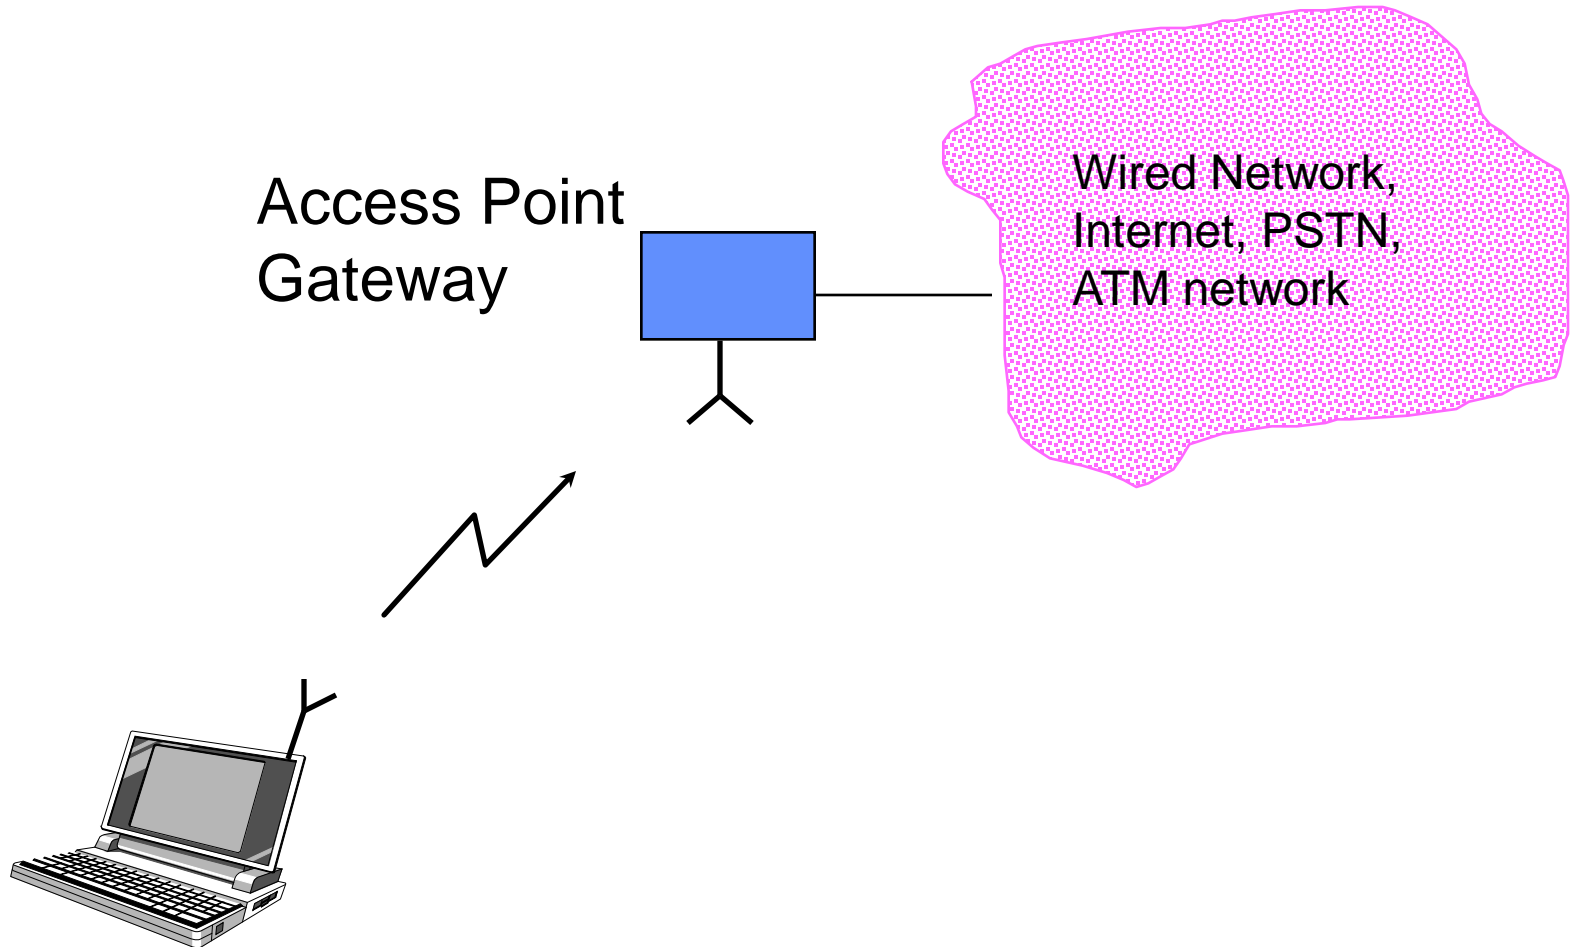 Access Point
Gateway
Wired Network,
Internet, PSTN,
ATM network